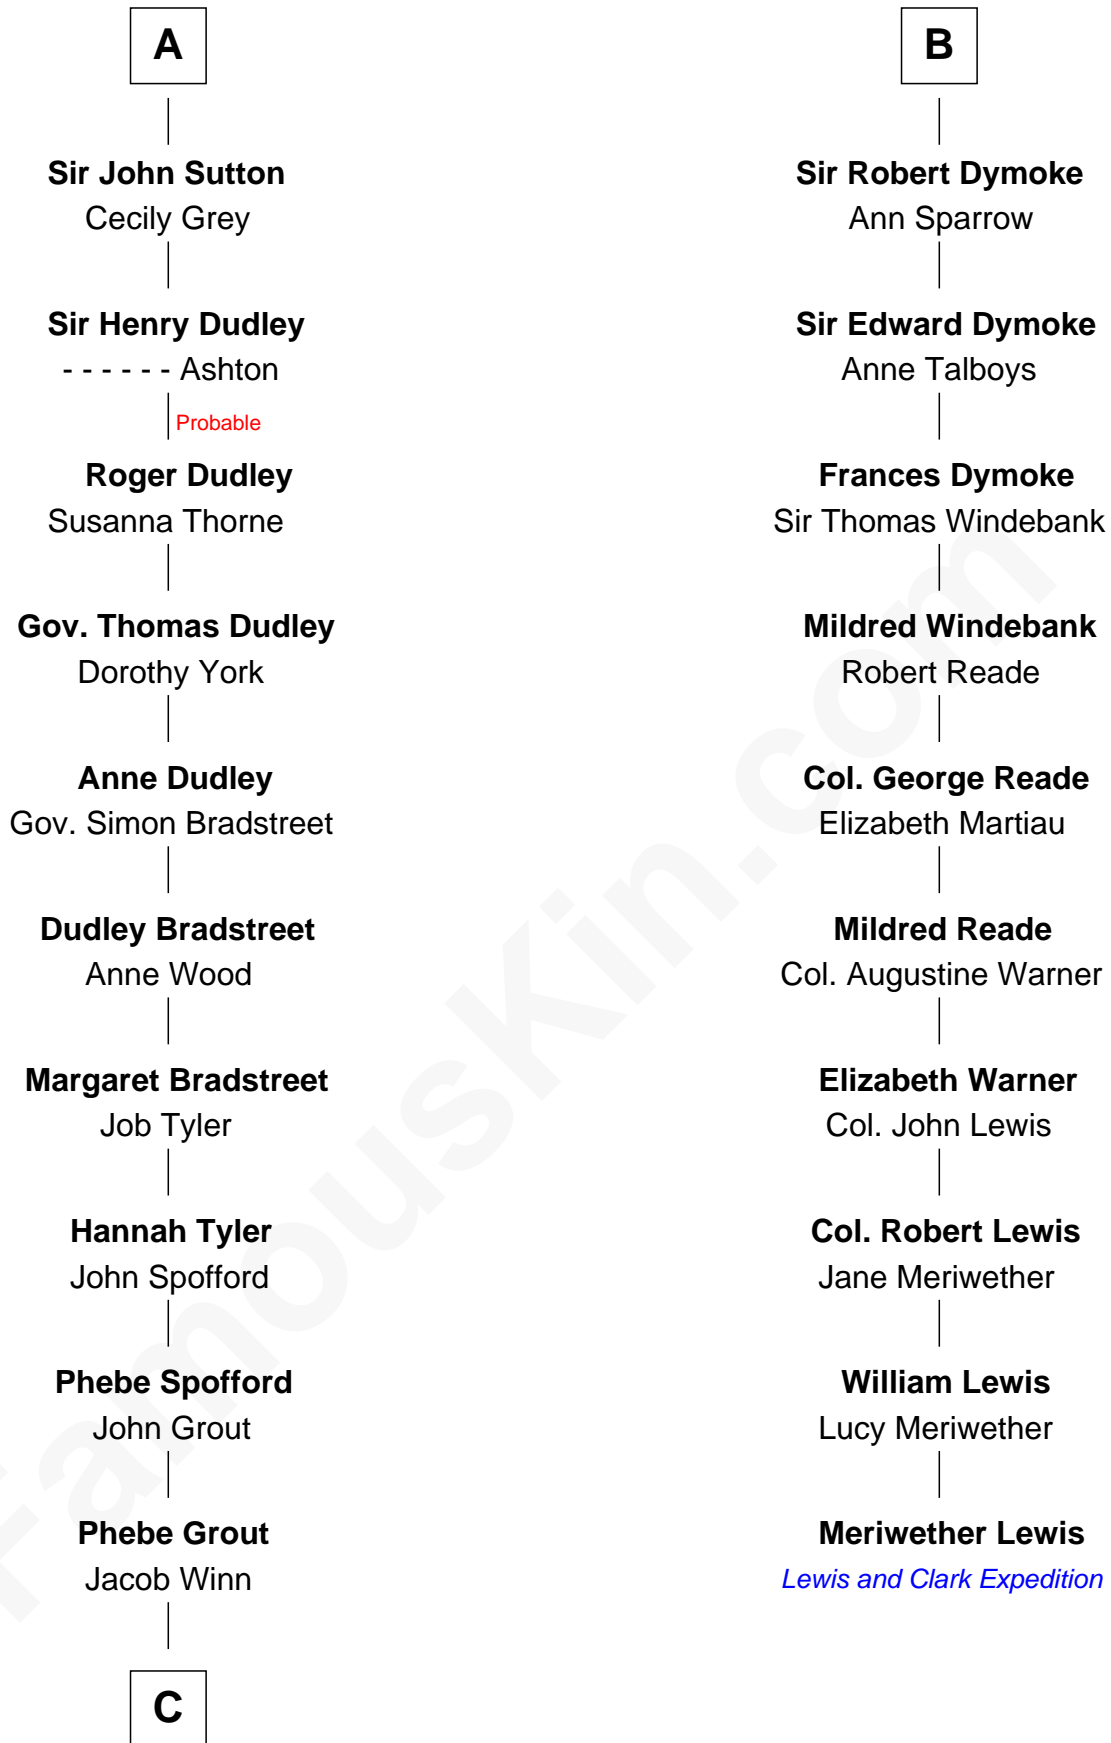 A
Sir John Sutton
Cecily Grey
Sir Henry Dudley
- - - - - - Ashton
Probable
Roger Dudley
Susanna Thorne
Gov. Thomas Dudley
Dorothy York
Anne Dudley
Gov. Simon Bradstreet
Dudley Bradstreet
Anne Wood
Margaret Bradstreet
Job Tyler
Hannah Tyler
John Spofford
Phebe Spofford
John Grout
Phebe Grout
Jacob Winn
C
B
Sir Robert Dymoke
Ann Sparrow
Sir Edward Dymoke
Anne Talboys
Frances Dymoke
Sir Thomas Windebank
Mildred Windebank
Robert Reade
Col. George Reade
Elizabeth Martiau
Mildred Reade
Col. Augustine Warner
Elizabeth Warner
Col. John Lewis
Col. Robert Lewis
Jane Meriwether
William Lewis
Lucy Meriwether
Meriwether Lewis
Lewis and Clark Expedition
FamousKin.com